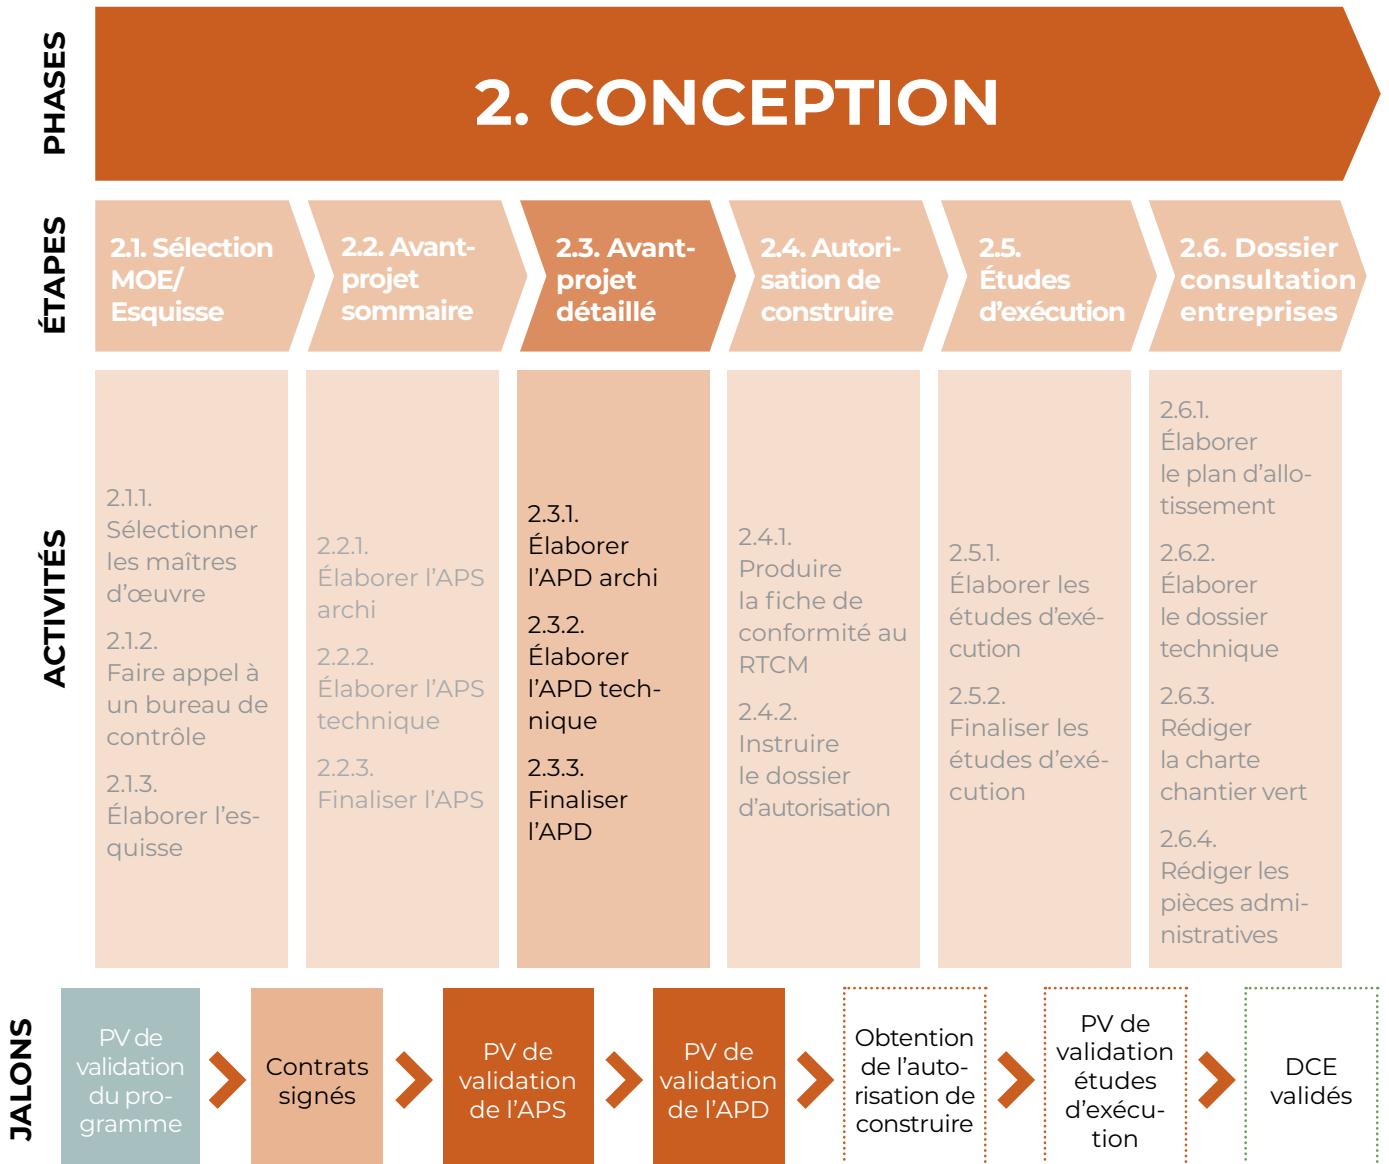 PHASES
2. CONCEPTION
ÉTAPES
2.1. Sélection
MOE/
Esquisse
2.2. Avant-
projet
sommaire
2.3. Avant-
projet
détaillé
2.4. Autori-
sation de
construire
2.5.
Études
d’exécution
2.6. Dossier
consultation
entreprises
ACTIVITÉS
2.1.1.
Sélectionner
les maîtres
d’œuvre
2.1.2.
Faire appel à
un bureau de
contrôle
2.1.3.
Élaborer l’es-
quisse
2.2.1.
Élaborer l’APS
archi
2.2.2.
Élaborer l’APS
technique
2.2.3.
Finaliser l’APS
2.3.1.
Élaborer
l’APD archi
2.3.2.
Élaborer
l’APD tech-
nique
2.3.3.
Finaliser
l’APD
2.4.1.
Produire
la fiche de
conformité au
RTCM
2.4.2.
Instruire
le dossier
d’autorisation
2.5.1.
Élaborer les
études d’exé-
cution
2.5.2.
Finaliser les
études d’exé-
cution
2.6.1.
Élaborer
le plan d’allo-
tissement
2.6.2.
Élaborer
le dossier
technique
2.6.3.
Rédiger
la charte
chantier vert
2.6.4.
Rédiger les
pièces admi-
nistratives
JALONS
PV de
validation
du pro-
gramme
Contrats
signés
PV de
validation
de l’APS
PV de
validation
de l’APD
Obtention
de l’auto-
risation de
construire
PV de
validation
études
d’exécu-
tion
DCE
validés